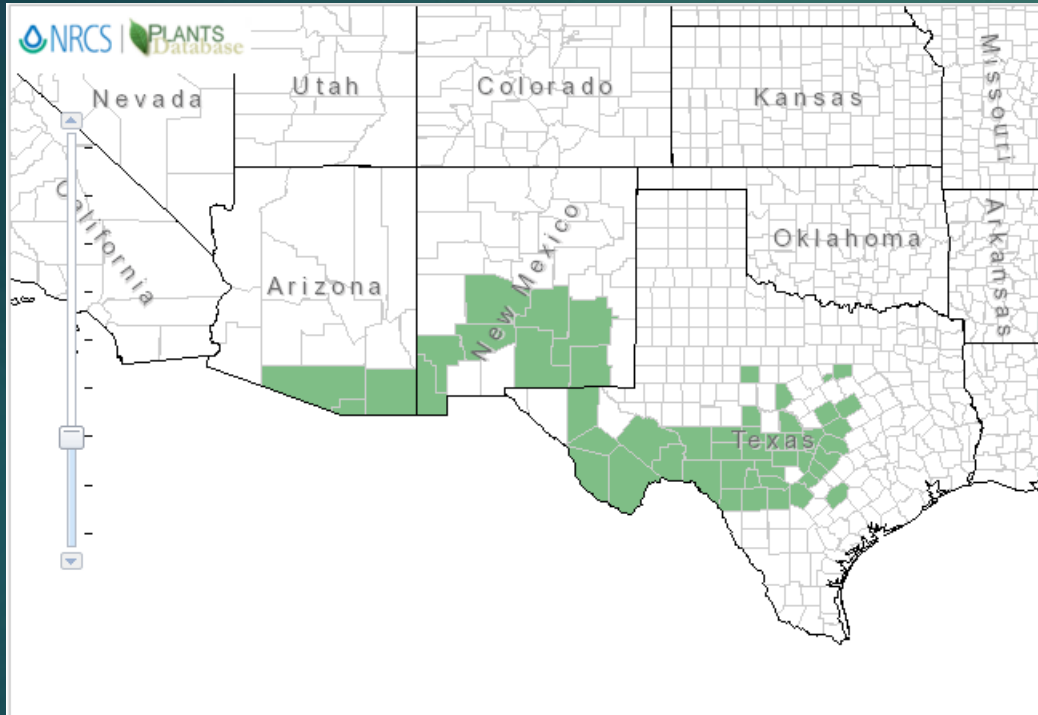 NRCS | PLANTS
Database
Nevada
Utah
Colorado
Kansas
Missouri
California
Arizona
New Mexico
Oklahoma
Arkansas
Texas